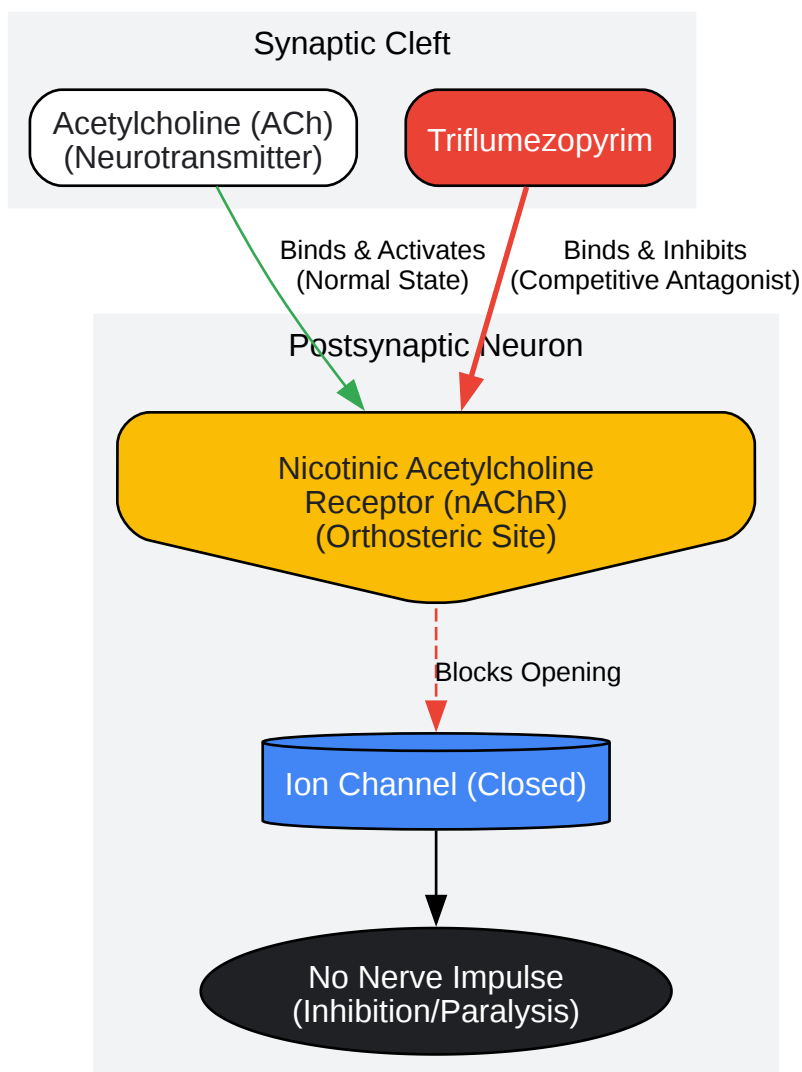 Synaptic Cleft
Acetylcholine (ACh)
(Neurotransmitter)
Triflumezopyrim
Binds & Activates
(Normal State)
Binds & Inhibits
(Competitive Antagonist)
Postsynaptic Neuron
Nicotinic Acetylcholine
Receptor (nAChR)
(Orthosteric Site)
Blocks Opening
Ion Channel (Closed)
No Nerve Impulse
(Inhibition/Paralysis)